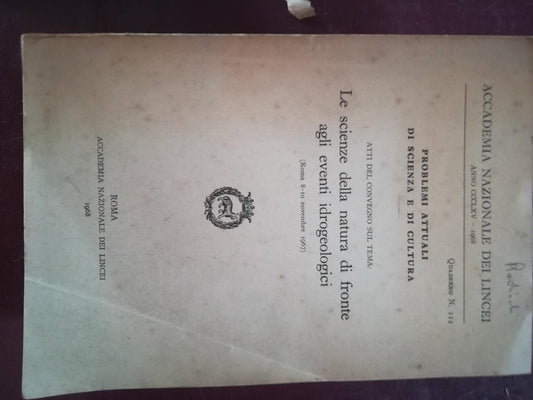 ACCADEMIA NAZIONALE DEI LINCEI
ANNO CCCLXV - 1968
QUADERNO N. 112
PROBLEMI ATTUALI
DI SCIENZA E DI CULTURA
ATTI DEL CONVEGNO SUL TEMA:
Le scienze della natura di fronte
agli eventi idrogeologici
(Roma 8-10 novembre 1967)
ROMA
ACCADEMIA NAZIONALE DEI LINCEI
1968